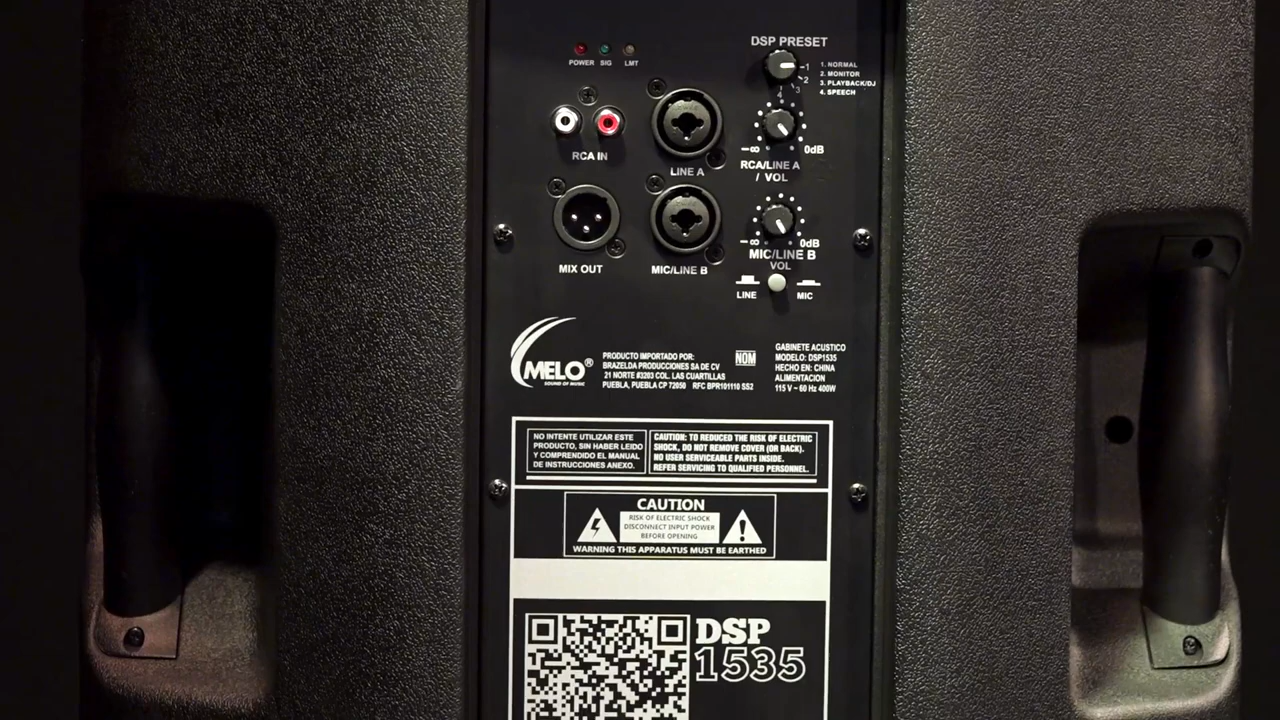 DSP PRESET
POWER SIG LMT
1. NORMAL
2. MONITOR
3. PLAYBACK/DJ
4. SPEECH
1
2
3
4
-∞ 0dB
RCA IN
LINE A
RCA/LINE A
/ VOL
-∞ 0dB
MIX OUT
MIC/LINE B
MIC/LINE B
VOL
LINE MIC
MELO®
SOUND OF MUSIC
PRODUCTO IMPORTADO POR:
BRAZELDA PRODUCCIONES SA DE CV
21 NORTE #3203 COL. LAS CUARTILLAS
PUEBLA, PUEBLA CP 72050 RFC BPR101110 SS2
NOM
GABINETE ACUSTICO
MODELO: DSP1535
HECHO EN: CHINA
ALIMENTACION
115 V ~ 60 Hz 400W
NO INTENTE UTILIZAR ESTE
PRODUCTO, SIN HABER LEIDO
Y COMPRENDIDO EL MANUAL
DE INSTRUCCIONES ANEXO.
CAUTION: TO REDUCED THE RISK OF ELECTRIC
SHOCK, DO NOT REMOVE COVER (OR BACK).
NO USER SERVICEABLE PARTS INSIDE.
REFER SERVICING TO QUALIFIED PERSONNEL.
CAUTION
RISK OF ELECTRIC SHOCK
DISCONNECT INPUT POWER
BEFORE OPENING
WARNING THIS APPARATUS MUST BE EARTHED
DSP
1535